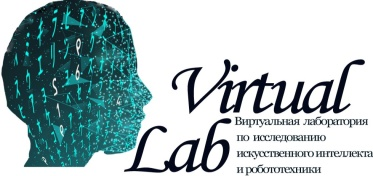 Virtual
Lab
Виртуальная лаборатория
по исследованию
искусственного интеллекта
и робототехники